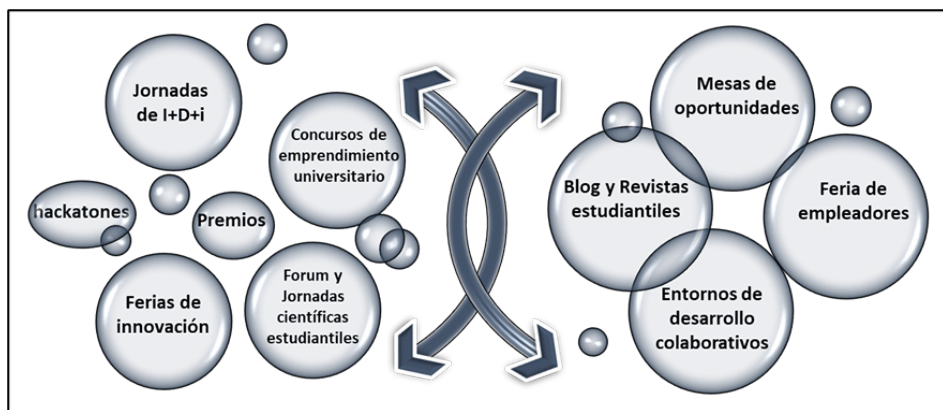 Jornadas
de I+D+i
Concursos de
emprendimiento
universitario
hackatones
Premios
Ferias de
innovación
Forum y
Jornadas
científicas
estudiantiles
Mesas de
oportunidades
Blog y Revistas
estudiantiles
Feria de
empleadores
Entornos de
desarrollo
colaborativos